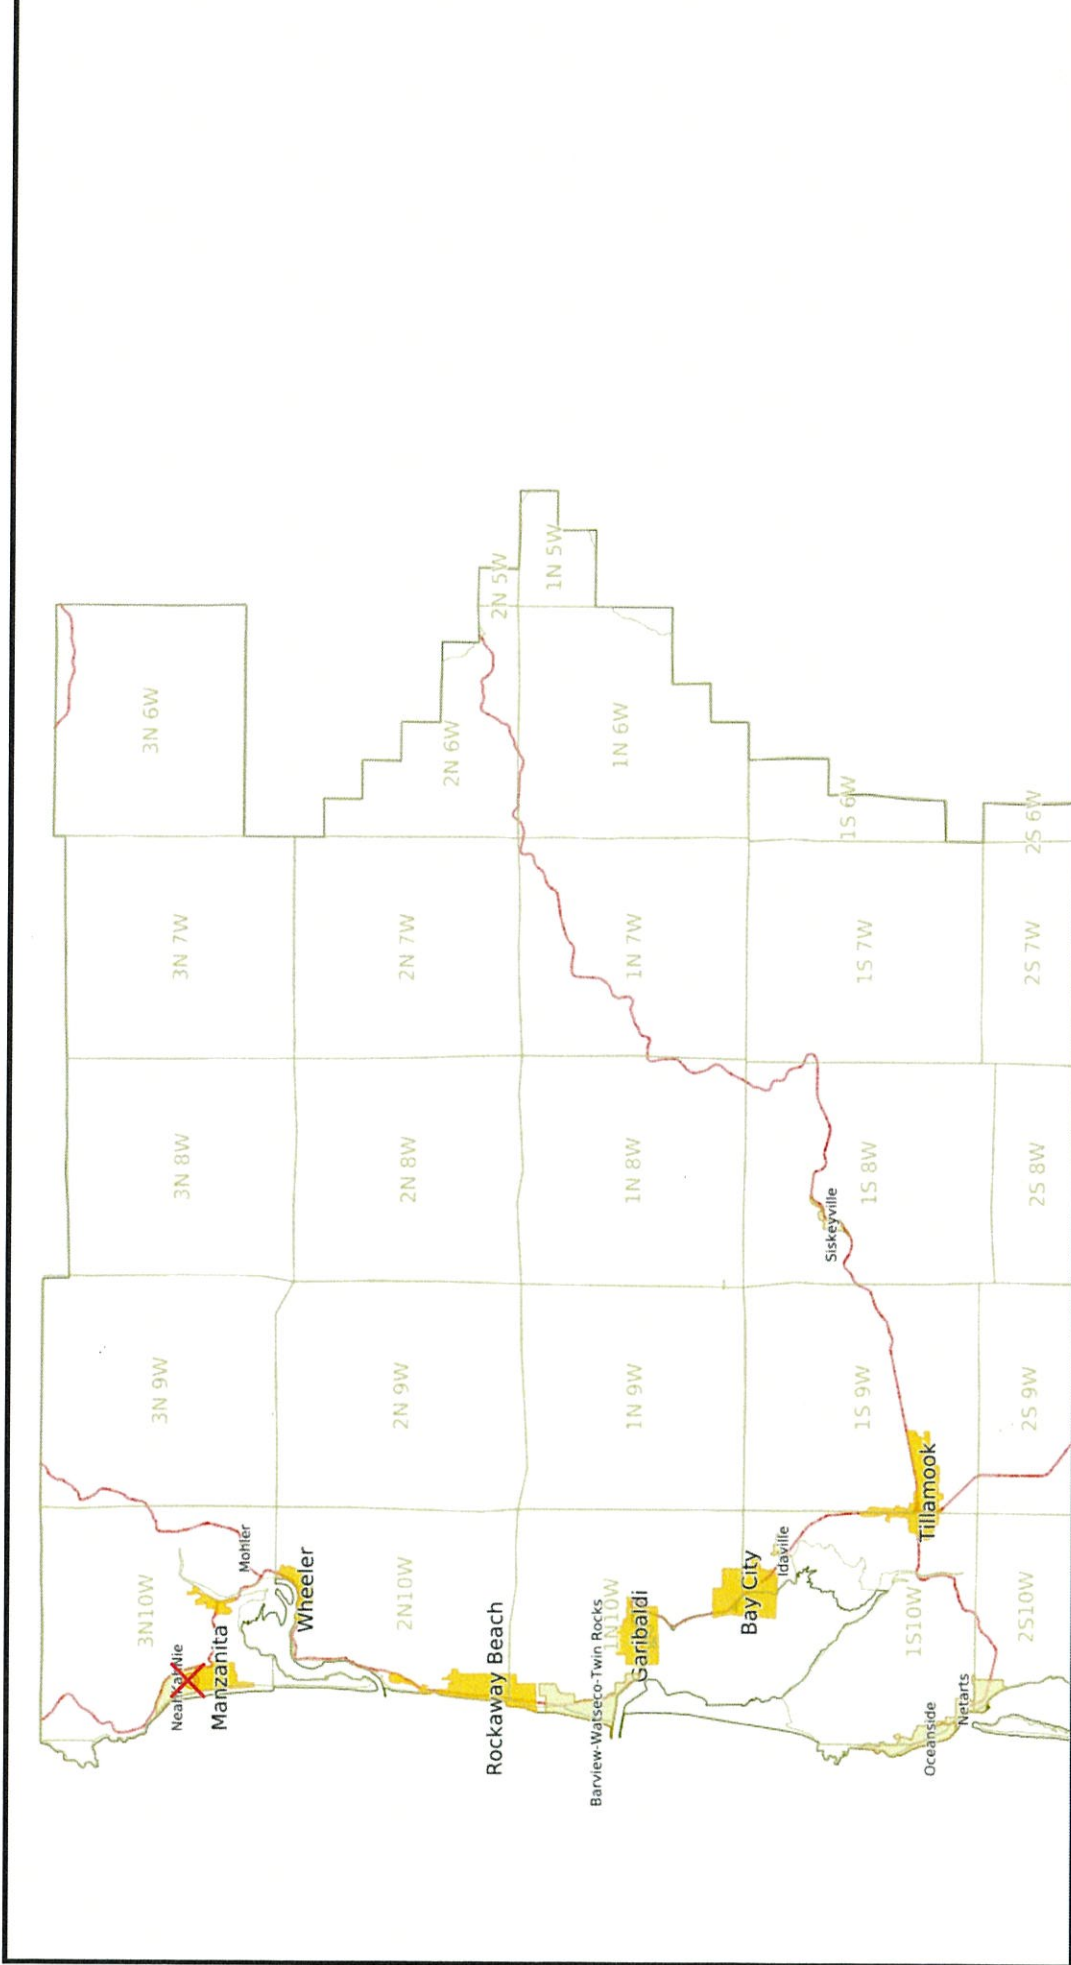 3N10W
3N 9W
3N 8W
3N 7W
3N 6W
Neah-Kah-Nie
Manzanita
Mohler
Wheeler
2N10W
2N 9W
2N 8W
2N 7W
2N 6W
2N 5W
Rockaway Beach
Barview-Watseco-Twin Rocks
1N10W
1N 9W
1N 8W
1N 7W
1N 6W
1N 5W
Garibaldi
Bay City
Idaville
1S10W
1S 9W
1S 8W
1S 7W
1S 6W
Siskeyville
Tillamook
Oceanside
Netarts
2S10W
2S 9W
2S 8W
2S 7W
2S 6W